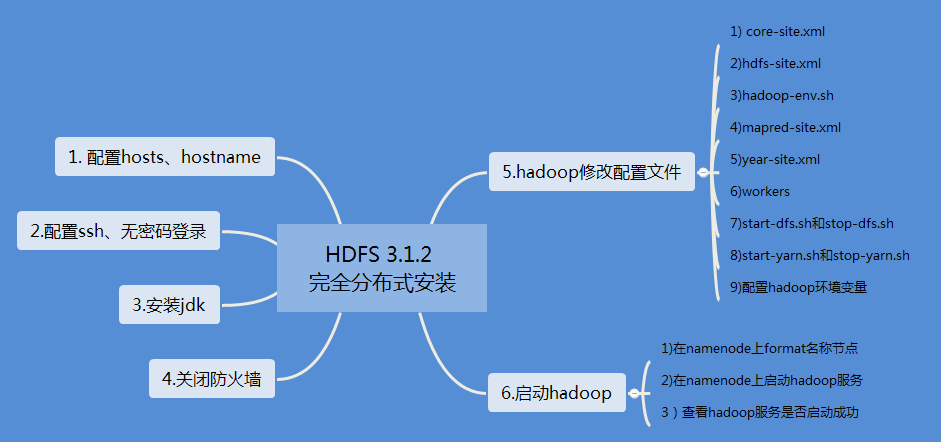 HDFS 3.1.2
完全分布式安装
1. 配置hosts、hostname
2.配置ssh、无密码登录
3.安装jdk
4.关闭防火墙
5.hadoop修改配置文件
1) core-site.xml
2)hdfs-site.xml
3)hadoop-env.sh
4)mapred-site.xml
5)year-site.xml
6)workers
7)start-dfs.sh和stop-dfs.sh
8)start-yarn.sh和stop-yarn.sh
9)配置hadoop环境变量
6.启动hadoop
1)在namenode上format名称节点
2)在namenode上启动hadoop服务
3）查看hadoop服务是否启动成功